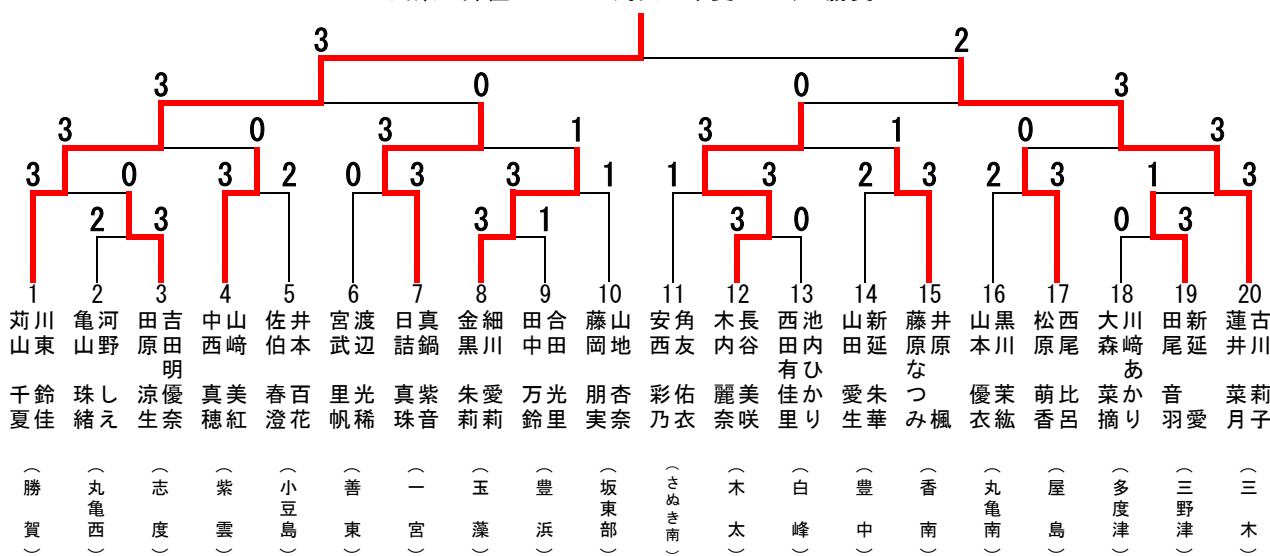 3 2
3 0 0 3
3 0 3 1 3 1 0 3
3 0 3 2 0 3 3 1 1 3 2 3 2 3 1 3
2 3 3 1 3 0 0 3
1 2 3 4 5 6 7 8 9 10 11 12 13 14 15 16 17 18 19 20
川東 鈴佳
苅山 千夏
（勝賀）
河野 しえ
亀山 珠緒
（丸亀西）
吉田明優奈
田原 涼生
（志度）
山﨑 美紅
中西 真穂
（紫雲）
井本 百花
佐伯 春澄
（小豆島）
渡辺 光稀
宮武 里帆
（善東）
真鍋 紫音
日詰 真珠
（一宮）
細川 愛莉
金黒 朱莉
（玉藻）
合田 光里
田中 万鈴
（豊浜）
山地 杏奈
藤岡 朋実
（坂東部）
角友 佑衣
安西 彩乃
（さぬき南）
長谷 美咲
木内 麗奈
（木太）
池内ひかり
西田有佳里
（白峰）
新延 朱華
山田 愛生
（豊中）
井原 楓
藤原なつみ
（香南）
黒川 茉紘
山本 優衣
（丸亀南）
西尾 比呂
松原 萌香
（屋島）
川﨑あかり
大森 菜摘
（多度津）
新延 愛
田尾 音羽
（三野津）
古川 莉子
蓮井 菜月
（三木）